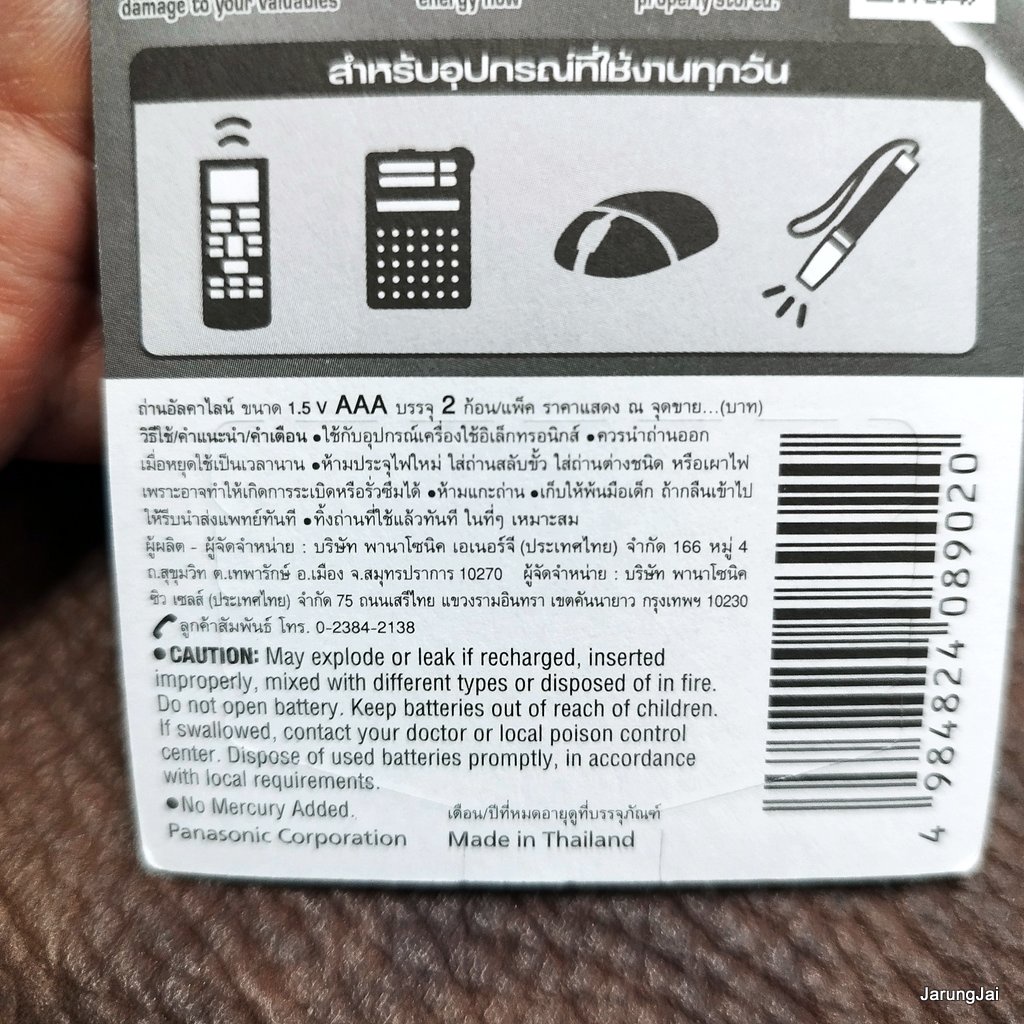 damage to your valuables
energy now
properly stored.
สำหรับอุปกรณ์ที่ใช้งานทุกวัน
ถ่านอัลคาไลน์ ขนาด 1.5 V AAA บรรจุ 2 ก้อน/แพ็ค ราคาแสดง ณ จุดขาย...(บาท)
วิธีใช้/คำแนะนำ/คำเตือน •ใช้กับอุปกรณ์เครื่องใช้อิเล็กทรอนิกส์ •ควรนำถ่านออก
เมื่อหยุดใช้เป็นเวลานาน •ห้ามประจุไฟใหม่ ใส่ถ่านสลับขั้ว ใส่ถ่านต่างชนิด หรือเผาไฟ
เพราะอาจทำให้เกิดการระเบิดหรือรั่วซึมได้ •ห้ามแกะถ่าน •เก็บให้พ้นมือเด็ก ถ้ากลืนเข้าไป
ให้รีบนำส่งแพทย์ทันที •ทิ้งถ่านที่ใช้แล้วทันที ในที่ๆ เหมาะสม
ผู้ผลิต - ผู้จัดจำหน่าย : บริษัท พานาโซนิค เอเนอร์จี (ประเทศไทย) จำกัด 166 หมู่ 4
ถ.สุขุมวิท ต.เทพารักษ์ อ.เมือง จ.สมุทรปราการ 10270 ผู้จัดจำหน่าย : บริษัท พานาโซนิค
ซิว เซลส์ (ประเทศไทย) จำกัด 75 ถนนเสรีไทย แขวงรามอินทรา เขตคันนายาว กรุงเทพฯ 10230
ลูกค้าสัมพันธ์ โทร. 0-2384-2138
•CAUTION: May explode or leak if recharged, inserted
improperly, mixed with different types or disposed of in fire.
Do not open battery. Keep batteries out of reach of children.
If swallowed, contact your doctor or local poison control
center. Dispose of used batteries promptly, in accordance
with local requirements.
•No Mercury Added.
เดือน/ปีที่หมดอายุดูที่บรรจุภัณฑ์
Panasonic Corporation
Made in Thailand
4 984824 089020
JarungJai